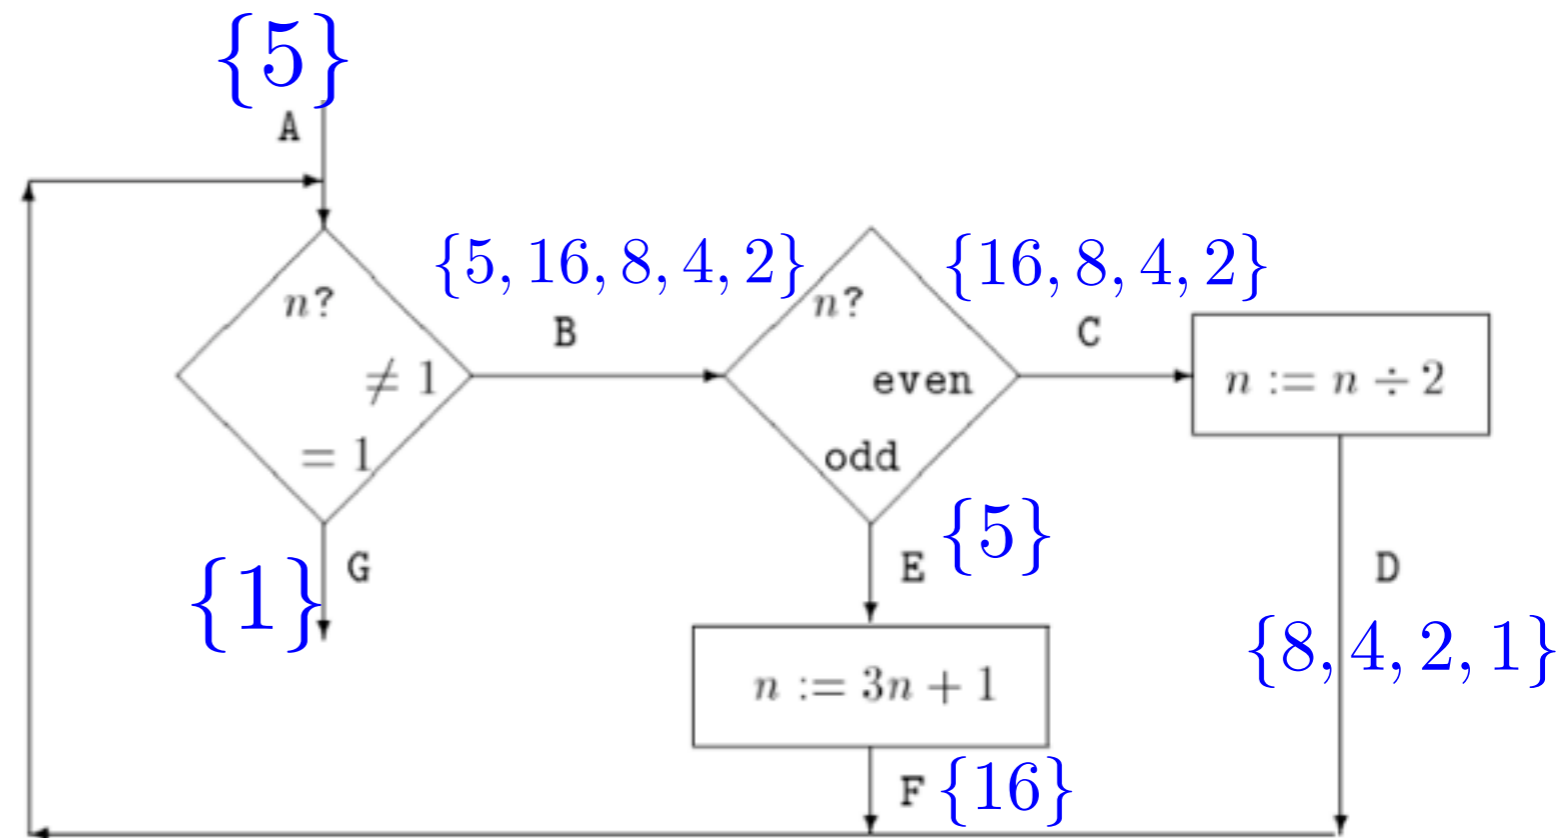 {5}
A
{5, 16, 8, 4, 2}
{16, 8, 4, 2}
n?
n?
B
C
≠ 1
even
n := n ÷ 2
= 1
odd
{5}
G
E
D
{1}
{8, 4, 2, 1}
n := 3n + 1
F
{16}